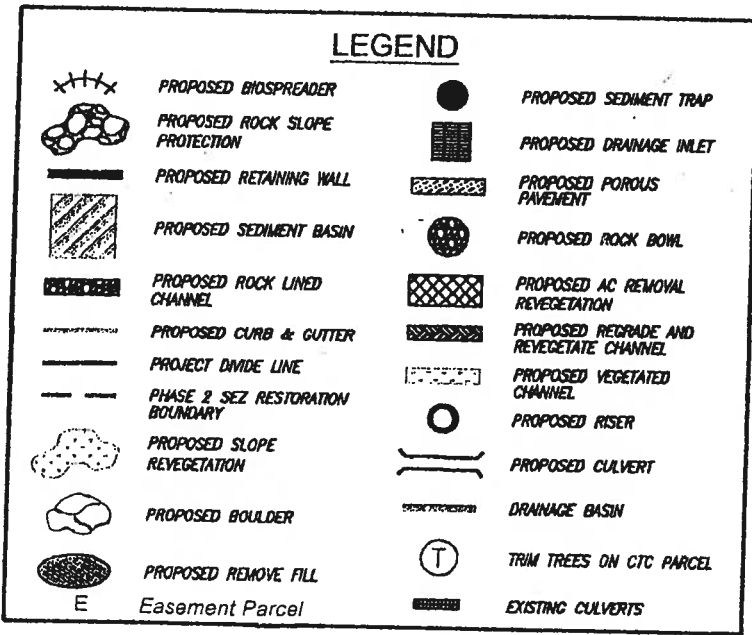 LEGEND
PROPOSED BIOSPREADER
PROPOSED ROCK SLOPE
PROTECTION
PROPOSED RETAINING WALL
PROPOSED SEDIMENT BASIN
PROPOSED ROCK LINED
CHANNEL
PROPOSED CURB & GUTTER
PROJECT DIVIDE LINE
PHASE 2 SEZ RESTORATION
BOUNDARY
PROPOSED SLOPE
REVEGETATION
PROPOSED BOULDER
PROPOSED REMOVE FILL
E Easement Parcel
PROPOSED SEDIMENT TRAP
PROPOSED DRAINAGE INLET
PROPOSED POROUS
PAVEMENT
PROPOSED ROCK BOWL
PROPOSED AC REMOVAL
REVEGETATION
PROPOSED REGRADE AND
REVEGETATE CHANNEL
PROPOSED VEGETATED
CHANNEL
PROPOSED RISER
PROPOSED CULVERT
DRAINAGE BASIN
T TRIM TREES ON CTC PARCEL
EXISTING CULVERTS